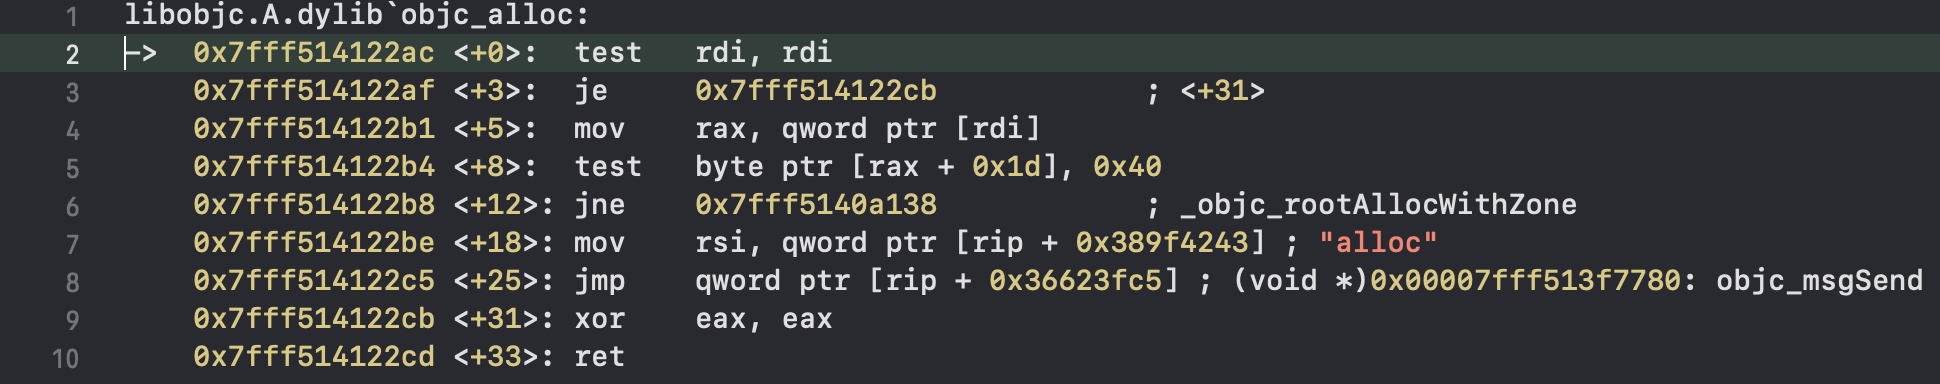 1 libobjc.A.dylib`objc_alloc:
2 -> 0x7fff514122ac <+0>: test rdi, rdi
3 0x7fff514122af <+3>: je 0x7fff514122cb ; <+31>
4 0x7fff514122b1 <+5>: mov rax, qword ptr [rdi]
5 0x7fff514122b4 <+8>: test byte ptr [rax + 0x1d], 0x40
6 0x7fff514122b8 <+12>: jne 0x7fff5140a138 ; _objc_rootAllocWithZone
7 0x7fff514122be <+18>: mov rsi, qword ptr [rip + 0x389f4243] ; "alloc"
8 0x7fff514122c5 <+25>: jmp qword ptr [rip + 0x36623fc5] ; (void *)0x00007fff513f7780: objc_msgSend
9 0x7fff514122cb <+31>: xor eax, eax
10 0x7fff514122cd <+33>: ret